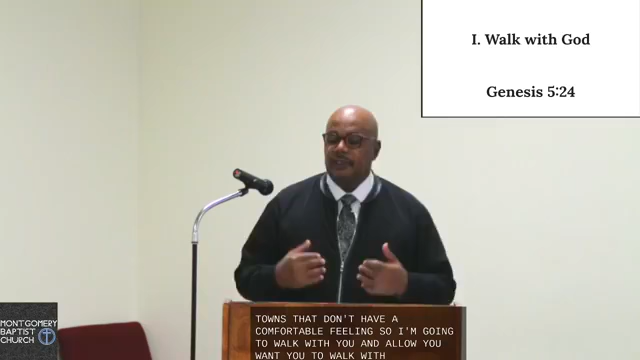 I. Walk with God
Genesis 5:24
MONTGOMERY
BAPTIST
CHURCH
TOWNS THAT DON'T HAVE A
COMFORTABLE FEELING SO I'M GOING
TO WALK WITH YOU AND ALLOW YOU
WANT YOU TO WALK WITH